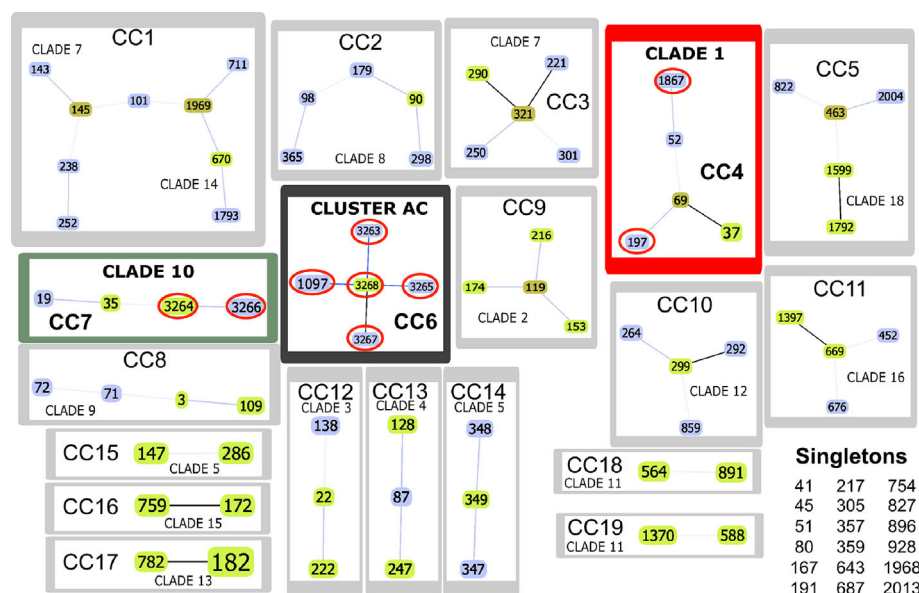 CC1
CLADE 7
143
711
145
101
1969
238
670
CLADE 14
252
1793
CC2
179
98
90
365
298
CLADE 8
CLADE 7
290
221
CC3
321
250
301
CLADE 1
1867
52
CC4
69
197
37
CC5
822
2004
463
1599
CLADE 18
1792
CLADE 10
19
35
3264
3266
CC7
CLUSTER AC
3263
1097
3268
3265
CC6
3267
CC9
216
174
119
CLADE 2
153
CC10
264
292
299
CLADE 12
859
CC11
1397
452
669
CLADE 16
676
CC8
72
71
3
109
CLADE 9
CC12
CLADE 3
138
22
222
CC13
CLADE 4
128
87
247
CC14
CLADE 5
348
349
347
CC15
147
286
CLADE 5
CC16
759
172
CLADE 15
CC17
782
182
CLADE 13
CC18
CLADE 11
564
891
CC19
CLADE 11
1370
588
Singletons
41 217 754
45 305 827
51 357 896
80 359 928
167 643 1968
191 687 2013